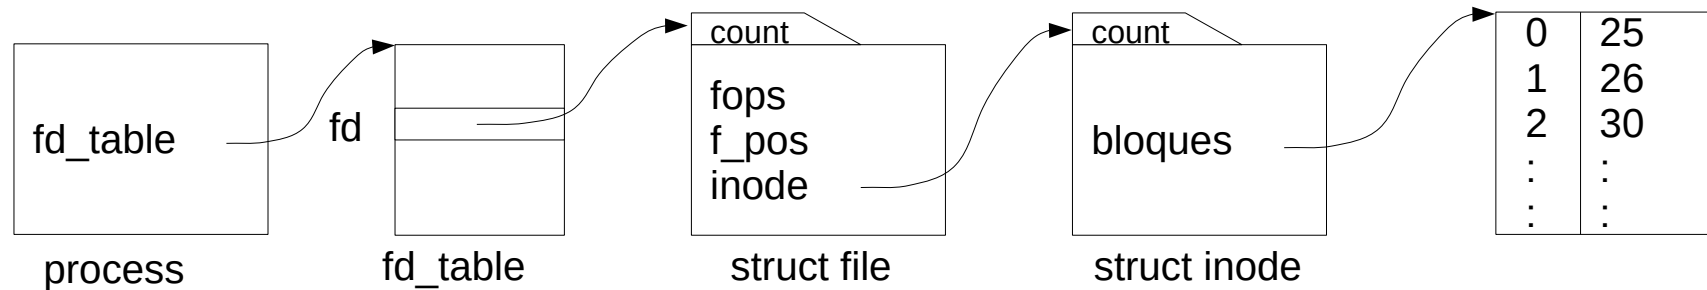 fd_table
process
fd
fd_table
count
fops
f_pos
inode
struct file
count
bloques
struct inode
0 25
1 26
2 30
: :
: :